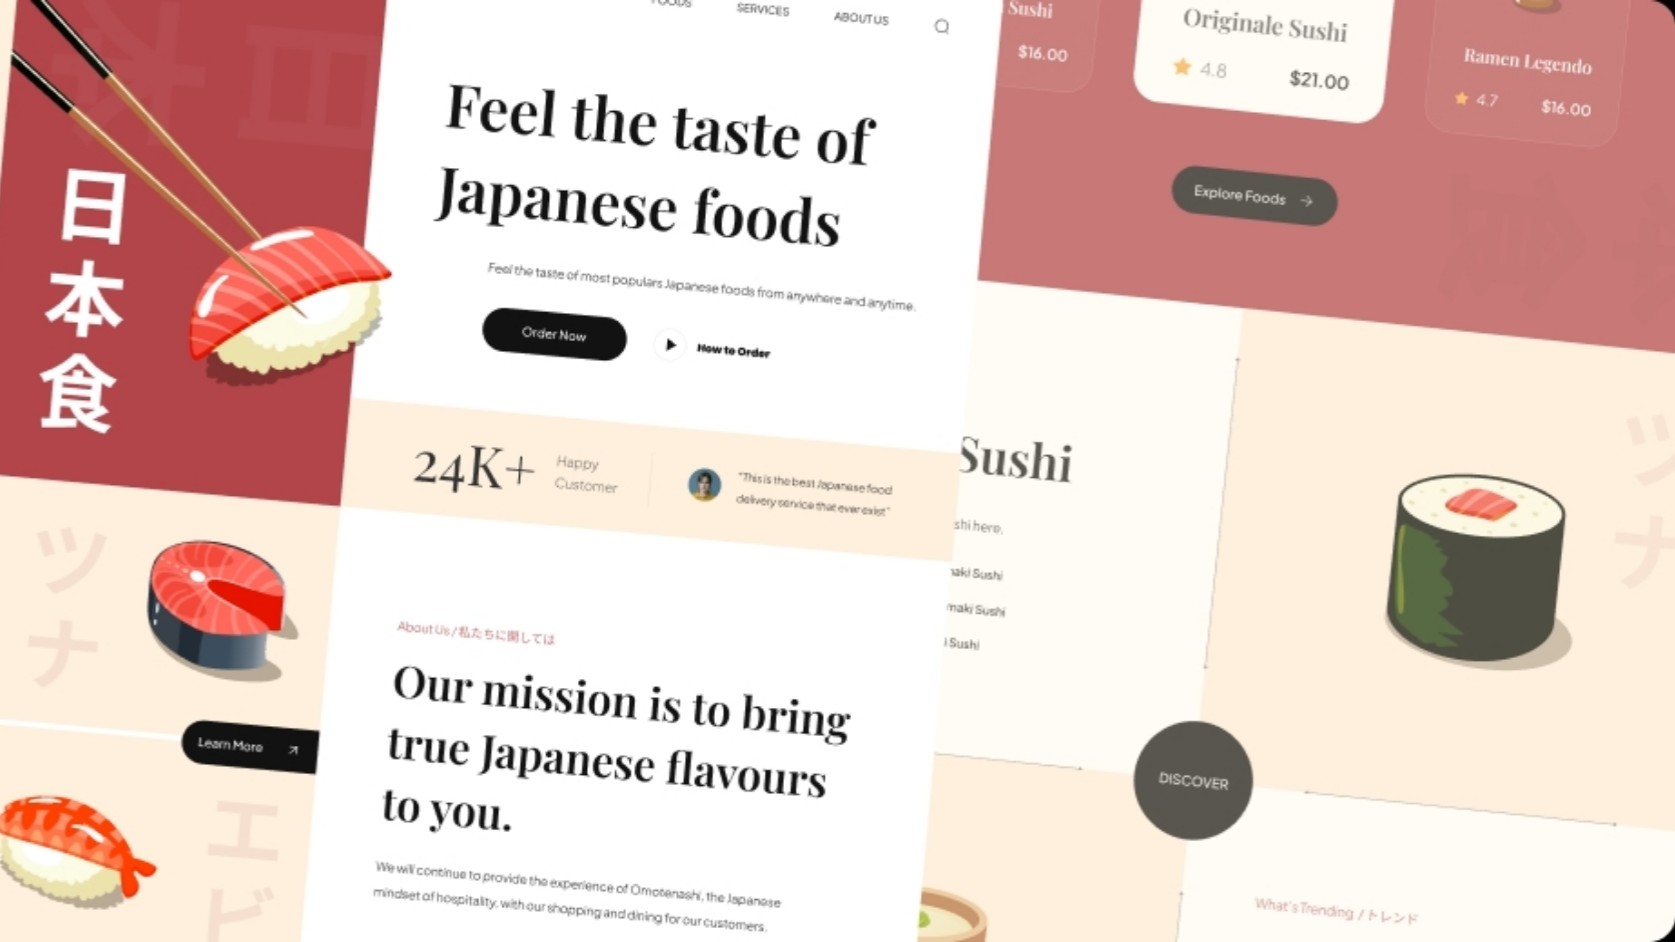 日本食
ツナ
Learn More
エビ
FOODS
SERVICES
ABOUT US
Feel the taste of
Japanese foods
Feel the taste of most populars Japanese foods from anywhere and anytime.
Order Now
How to Order
24K+
Happy
Customer
"This is the best Japanese food
delivery service that ever exist"
About Us / 私たちに関しては
Our mission is to bring
true Japanese flavours
to you.
We will continue to provide the experience of Omotenashi, the Japanese
mindset of hospitality, with our shopping and dining for our customers.
Sushi
$16.00
Originale Sushi
4.8
$21.00
Ramen Legendo
4.7
$16.00
Explore Foods
Sushi
here.
Sushi
Sushi
Sushi
ツナ
DISCOVER
What's Trending / トレンド